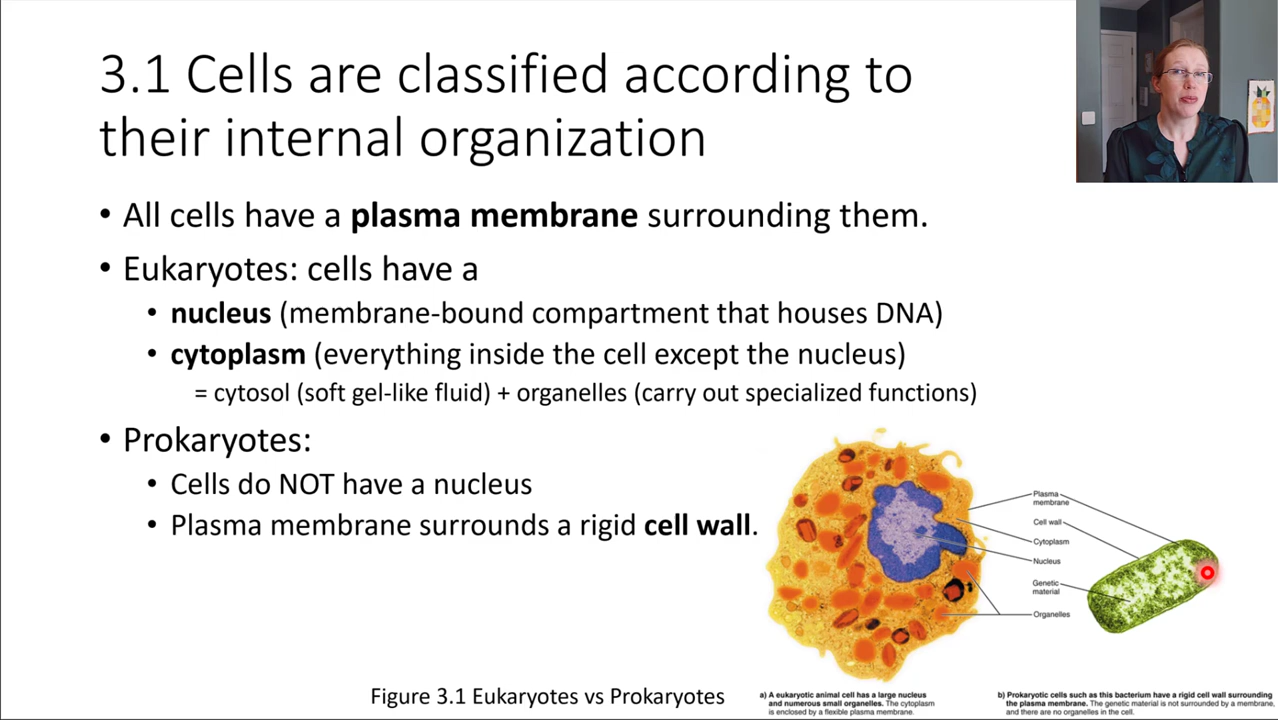 3.1 Cells are classified according to
their internal organization
• All cells have a plasma membrane surrounding them.
• Eukaryotes: cells have a
• nucleus (membrane-bound compartment that houses DNA)
• cytoplasm (everything inside the cell except the nucleus)
= cytosol (soft gel-like fluid) + organelles (carry out specialized functions)
• Prokaryotes:
• Cells do NOT have a nucleus
• Plasma membrane surrounds a rigid cell wall.
Plasma
membrane
Cell wall
Cytoplasm
Nucleus
Genetic
material
Organelles
Figure 3.1 Eukaryotes vs Prokaryotes
a) A eukaryotic animal cell has a large nucleus
and numerous small organelles. The cytoplasm
is enclosed by a flexible plasma membrane.
b) Prokaryotic cells such as this bacterium have a rigid cell wall surrounding
the plasma membrane. The genetic material is not surrounded by a membrane,
and there are no organelles in the cell.